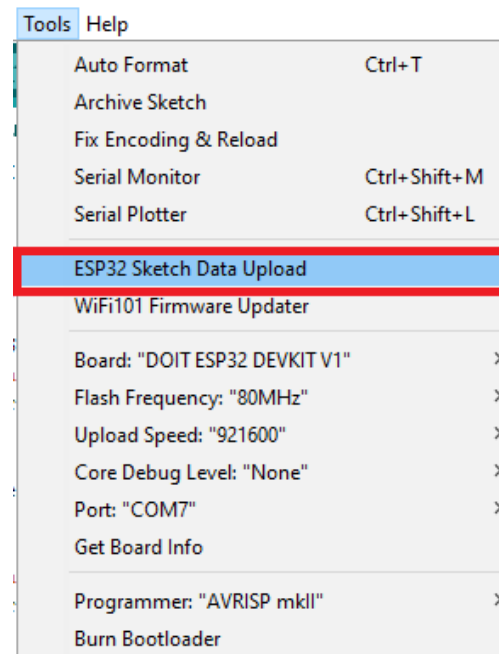 Tools Help
Auto Format Ctrl+T
Archive Sketch
Fix Encoding & Reload
Serial Monitor Ctrl+Shift+M
Serial Plotter Ctrl+Shift+L
ESP32 Sketch Data Upload
WiFi101 Firmware Updater
Board: "DOIT ESP32 DEVKIT V1"
Flash Frequency: "80MHz"
Upload Speed: "921600"
Core Debug Level: "None"
Port: "COM7"
Get Board Info
Programmer: "AVRISP mkII"
Burn Bootloader